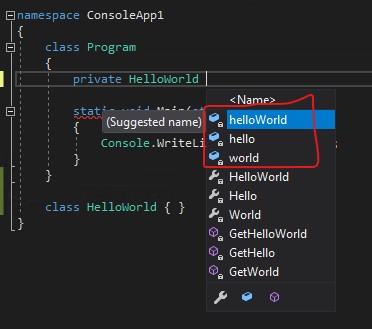 namespace ConsoleApp1
{
class Program
{
private HelloWorld
<Name>
static void Main(st
(Suggested name)
helloWorld
{
hello
Console.WriteLi
world
}
HelloWorld
}
Hello
World
class HelloWorld { }
GetHelloWorld
}
GetHello
GetWorld